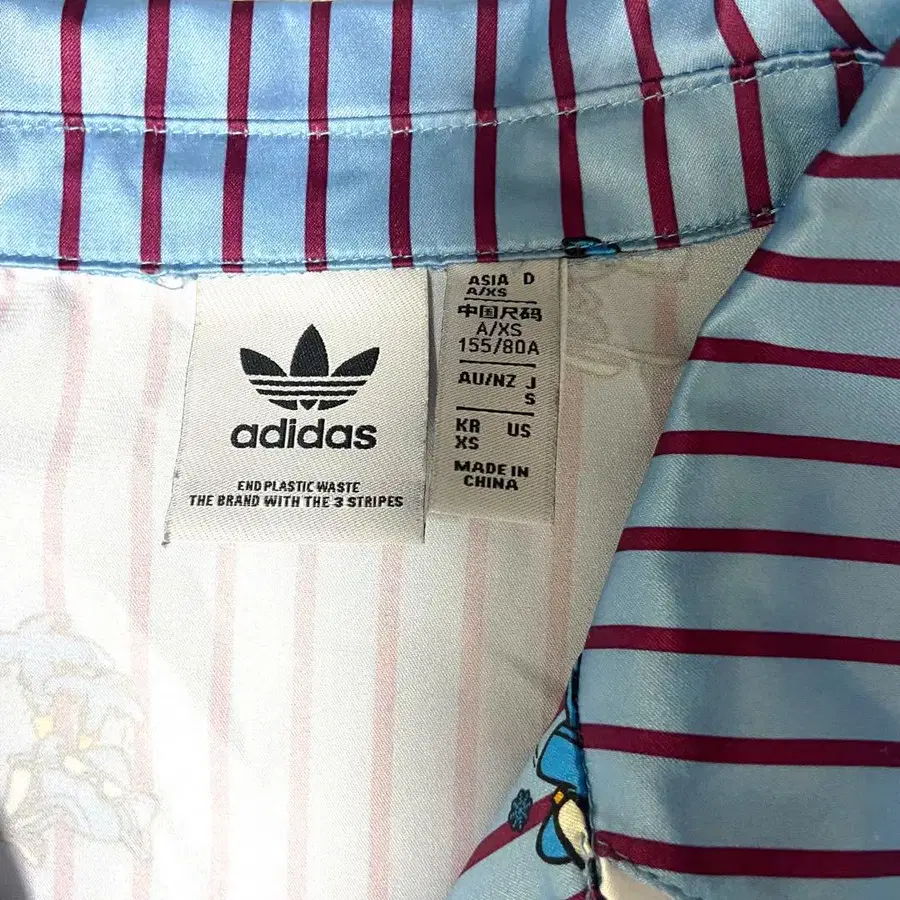 adidas
END PLASTIC WASTE
THE BRAND WITH THE 3 STRIPES
ASIA D
A/XS
中国尺码
A/XS
155/80A
AU/NZ J
S
KR US
XS
MADE IN
CHINA